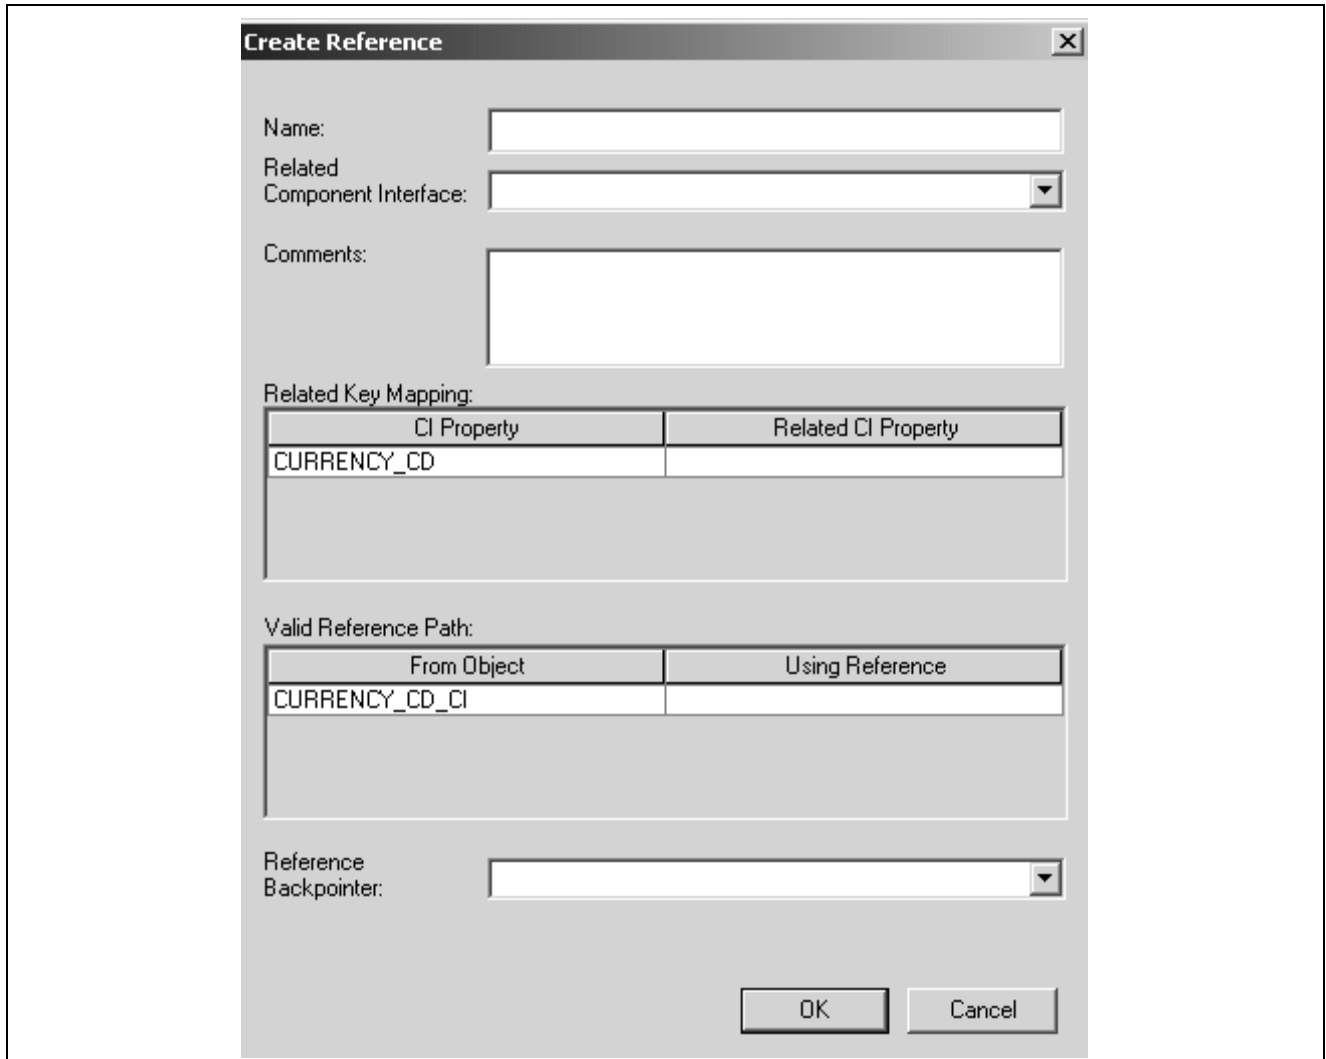 Create Reference
Name:
Related
Component Interface:
Comments:
Related Key Mapping:
CI Property Related CI Property
CURRENCY_CD
Valid Reference Path:
From Object Using Reference
CURRENCY_CD_CI
Reference
Backpointer:
OK Cancel